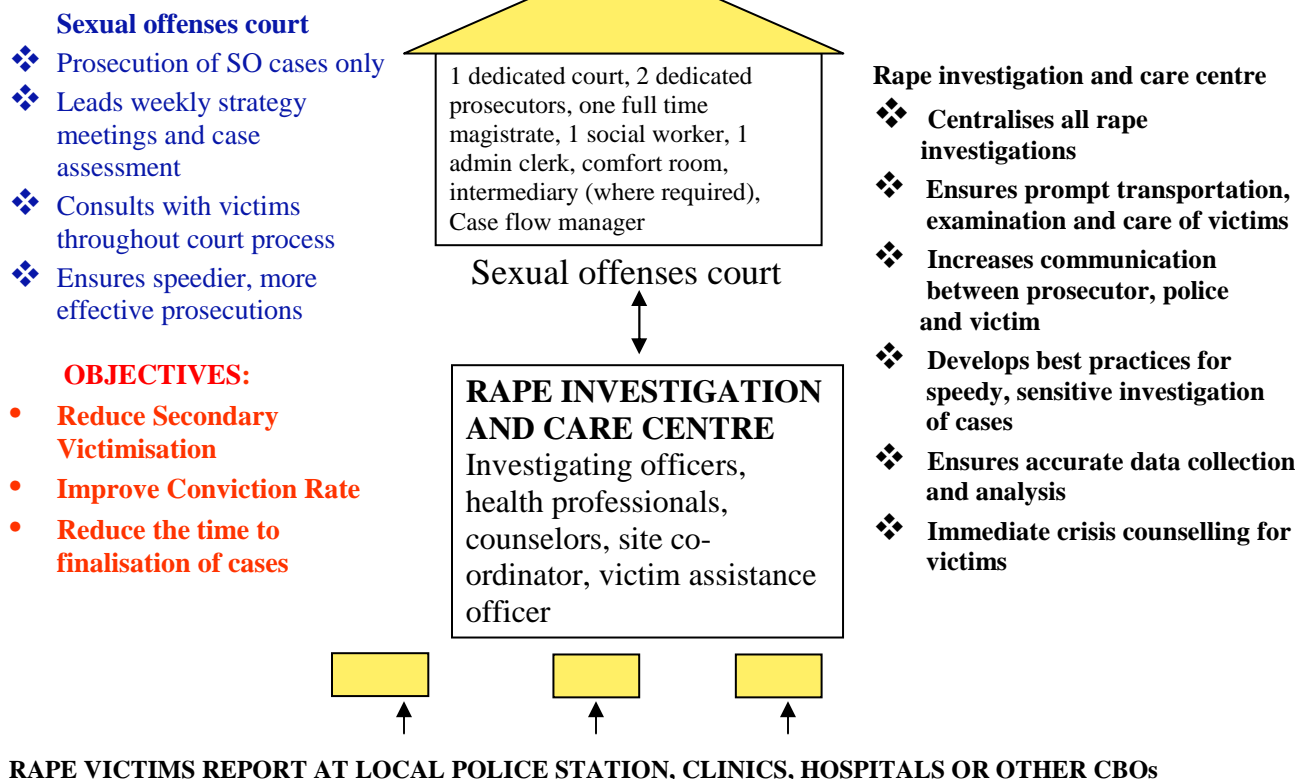 Sexual offenses court
❖ Prosecution of SO cases only
❖ Leads weekly strategy
meetings and case
assessment
❖ Consults with victims
throughout court process
❖ Ensures speedier, more
effective prosecutions
OBJECTIVES:
• Reduce Secondary
Victimisation
• Improve Conviction Rate
• Reduce the time to
finalisation of cases
1 dedicated court, 2 dedicated
prosecutors, one full time
magistrate, 1 social worker, 1
admin clerk, comfort room,
intermediary (where required),
Case flow manager
Sexual offenses court
RAPE INVESTIGATION
AND CARE CENTRE
Investigating officers,
health professionals,
counselors, site co-
ordinator, victim assistance
officer
Rape investigation and care centre
❖ Centralises all rape
investigations
❖ Ensures prompt transportation,
examination and care of victims
❖ Increases communication
between prosecutor, police
and victim
❖ Develops best practices for
speedy, sensitive investigation
of cases
❖ Ensures accurate data collection
and analysis
❖ Immediate crisis counselling for
victims
RAPE VICTIMS REPORT AT LOCAL POLICE STATION, CLINICS, HOSPITALS OR OTHER CBOs